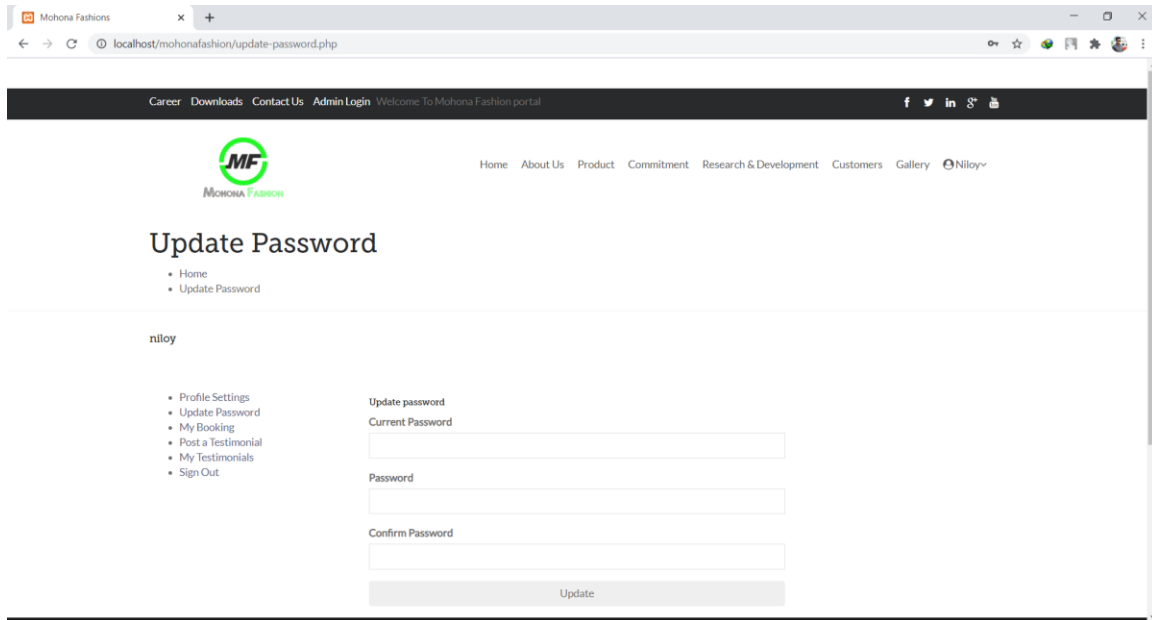 Mohona Fashions
localhost/mohonafashion/update-password.php
Career Downloads Contact Us Admin Login Welcome To Mohona Fashion portal
MF
MOHONA FASHION
Home About Us Product Commitment Research & Development Customers Gallery Niloy
Update Password
Home
Update Password
niloy
Profile Settings
Update Password
My Booking
Post a Testimonial
My Testimonials
Sign Out
Update password
Current Password
Password
Confirm Password
Update